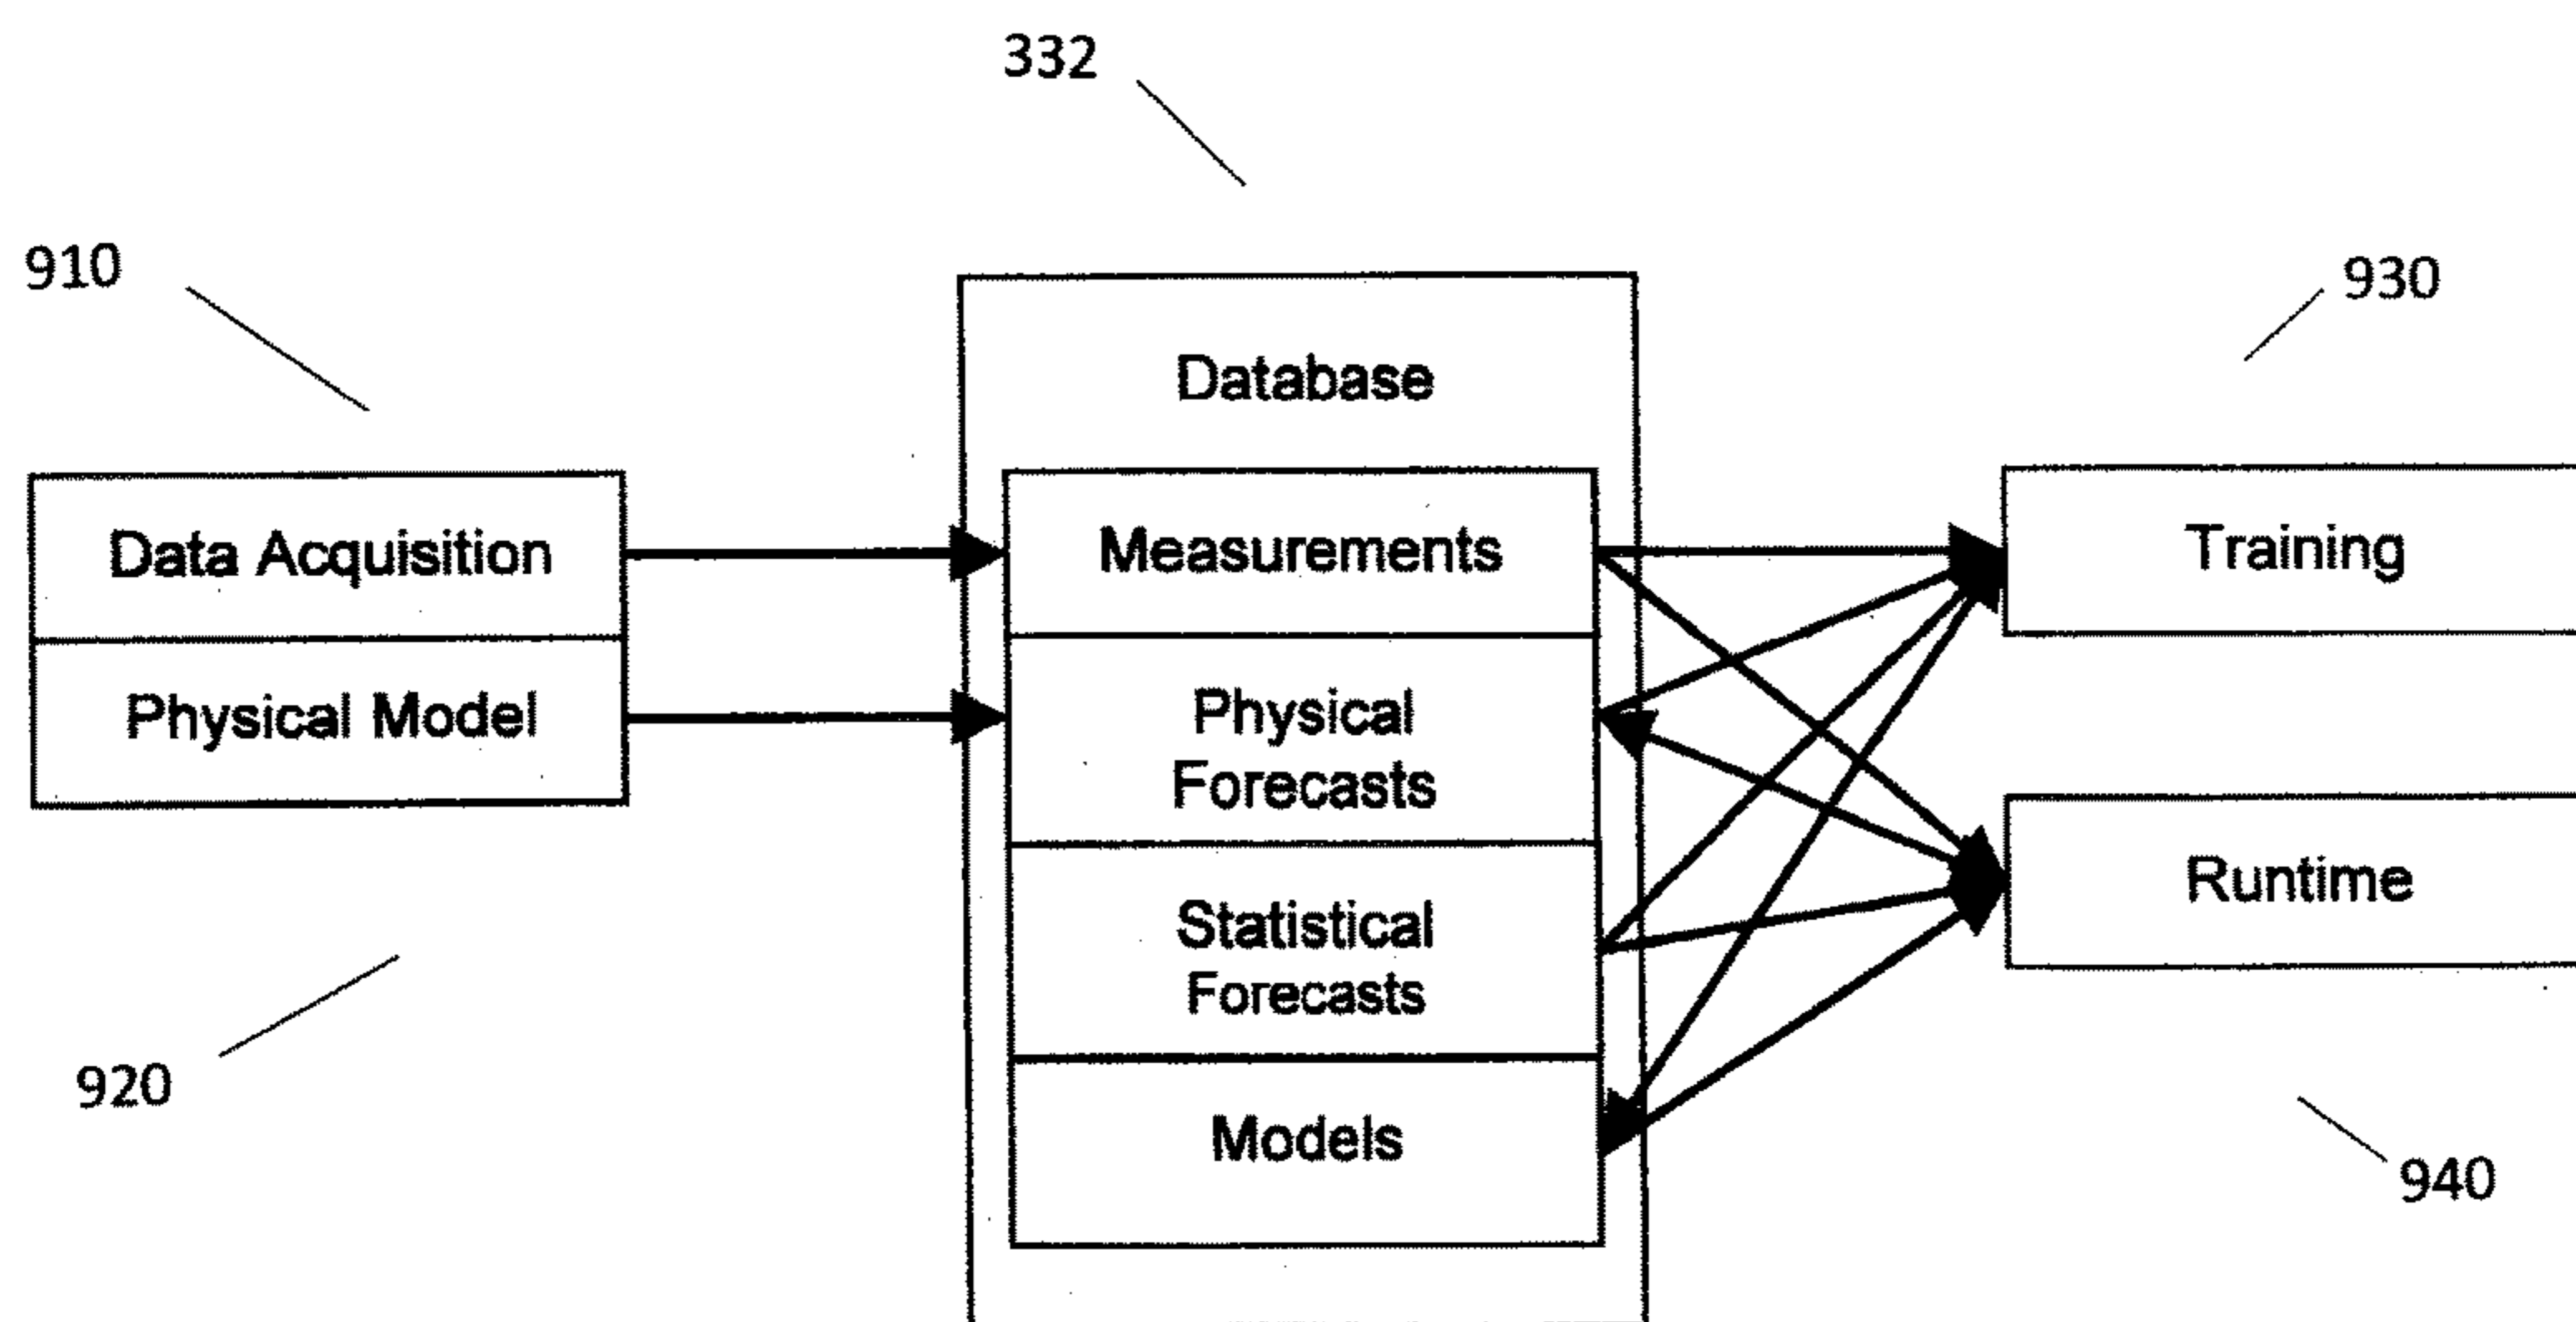 332
910
930
Database
Data Acquisition
Measurements
Training
Physical Model
Physical
Forecasts
Runtime
Statistical
Forecasts
920
Models
940